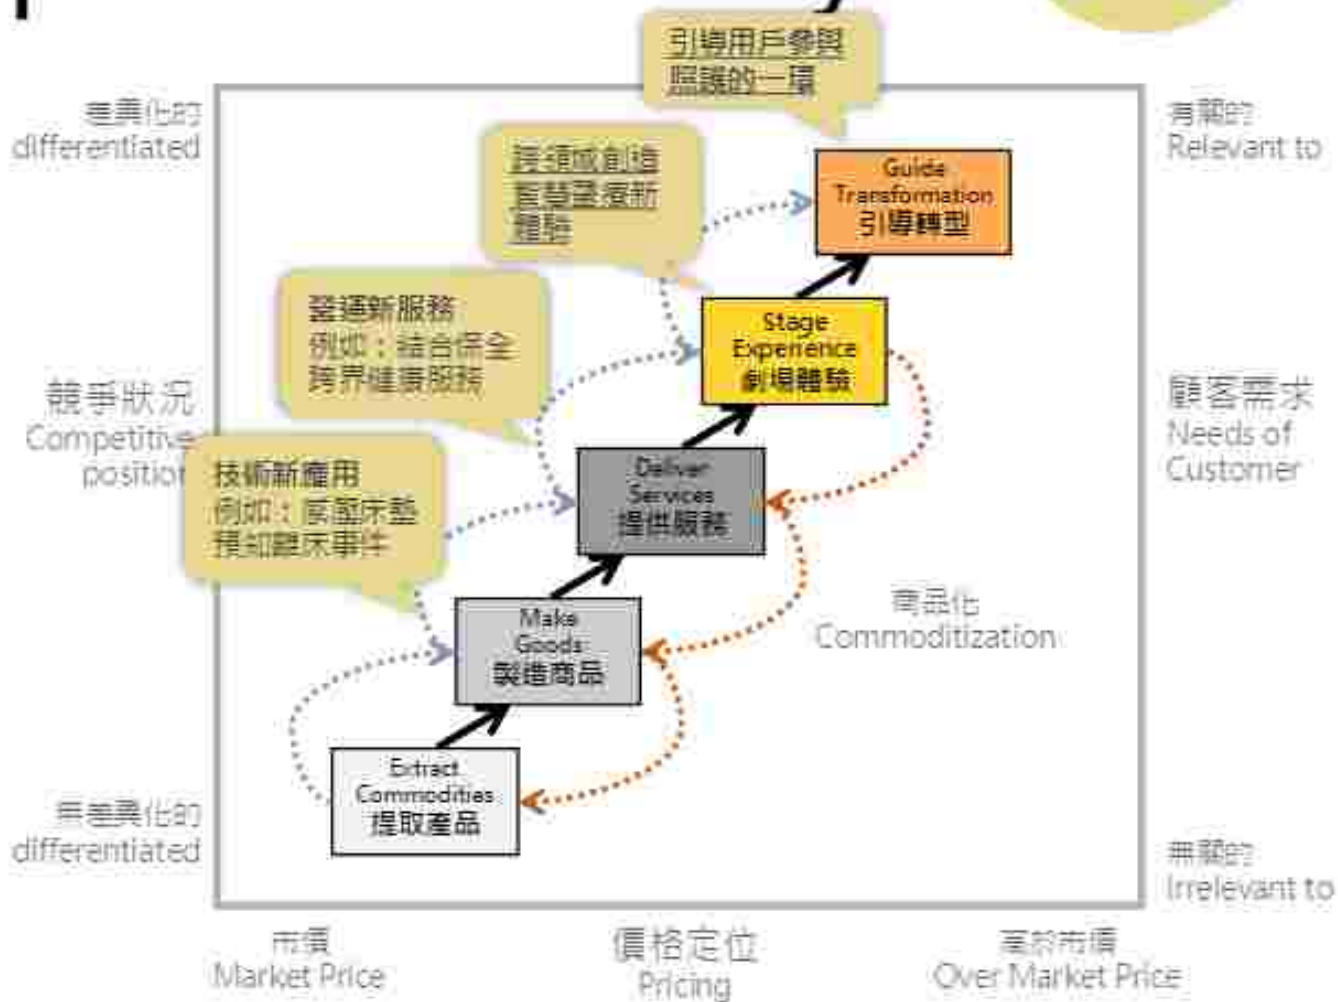 引導用戶參與
照護的一環
差異化的
differentiated
有關的
Relevant to
跨領域創造
智慧醫療新
體驗
Guide
Transformation
引導轉型
營運新服務
例如：結合保全
跨界健康服務
Stage
Experience
劇場體驗
競爭狀況
Competitive
position
顧客需求
Needs of
Customer
技術新應用
例如：感壓床墊
預知離床事件
Deliver
Services
提供服務
Make
Goods
製造商品
商品化
Commoditization
Extract
Commodities
提取產品
無差異化的
differentiated
無關的
Irrelevant to
市價
Market Price
價格定位
Pricing
高於市價
Over Market Price